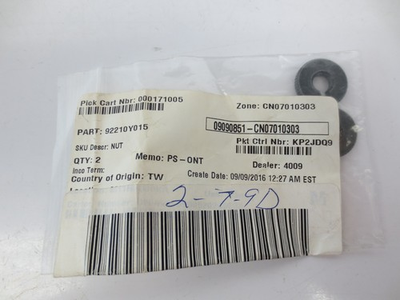 Pick Cart Nbr: 000171005
Zone: CN07010303
PART: 92210Y015
09090851-CN07010303
SKU Descr: NUT
Pkt Ctrl Nbr: KP2JDQ9
QTY: 2 Memo: PS-ONT
Dealer: 4009
Inco Term:
Create Date: 09/09/2016 12:27 AM EST
Country of Origin: TW
2-7-9D